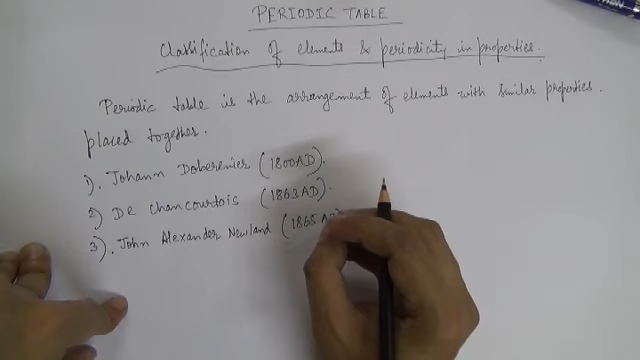 PERIODIC TABLE
Classification of elements & periodicity in properties.
Periodic table is the arrangement of elements with similar properties.
placed together.
1). Johann Doberenier (1800AD).
2) De Chancourtois (1863AD).
3). John Alexander Newland (1865 A